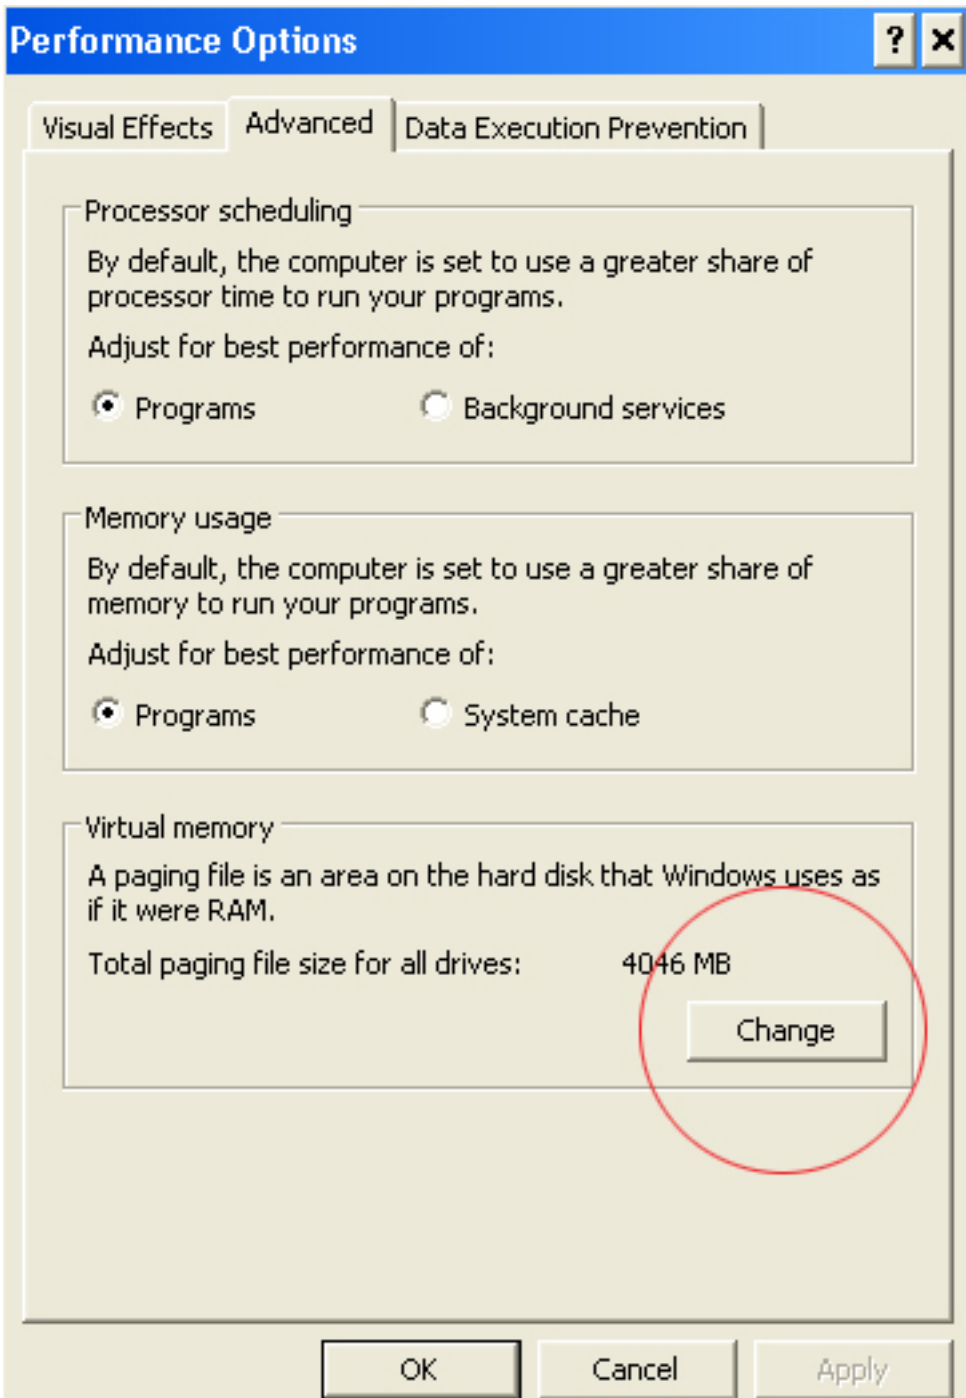 Performance Options
? ×
Visual Effects Advanced Data Execution Prevention
Processor scheduling
By default, the computer is set to use a greater share of
processor time to run your programs.
Adjust for best performance of:
Programs Background services
Memory usage
By default, the computer is set to use a greater share of
memory to run your programs.
Adjust for best performance of:
Programs System cache
Virtual memory
A paging file is an area on the hard disk that Windows uses as
if it were RAM.
Total paging file size for all drives: 4046 MB
Change
OK Cancel Apply